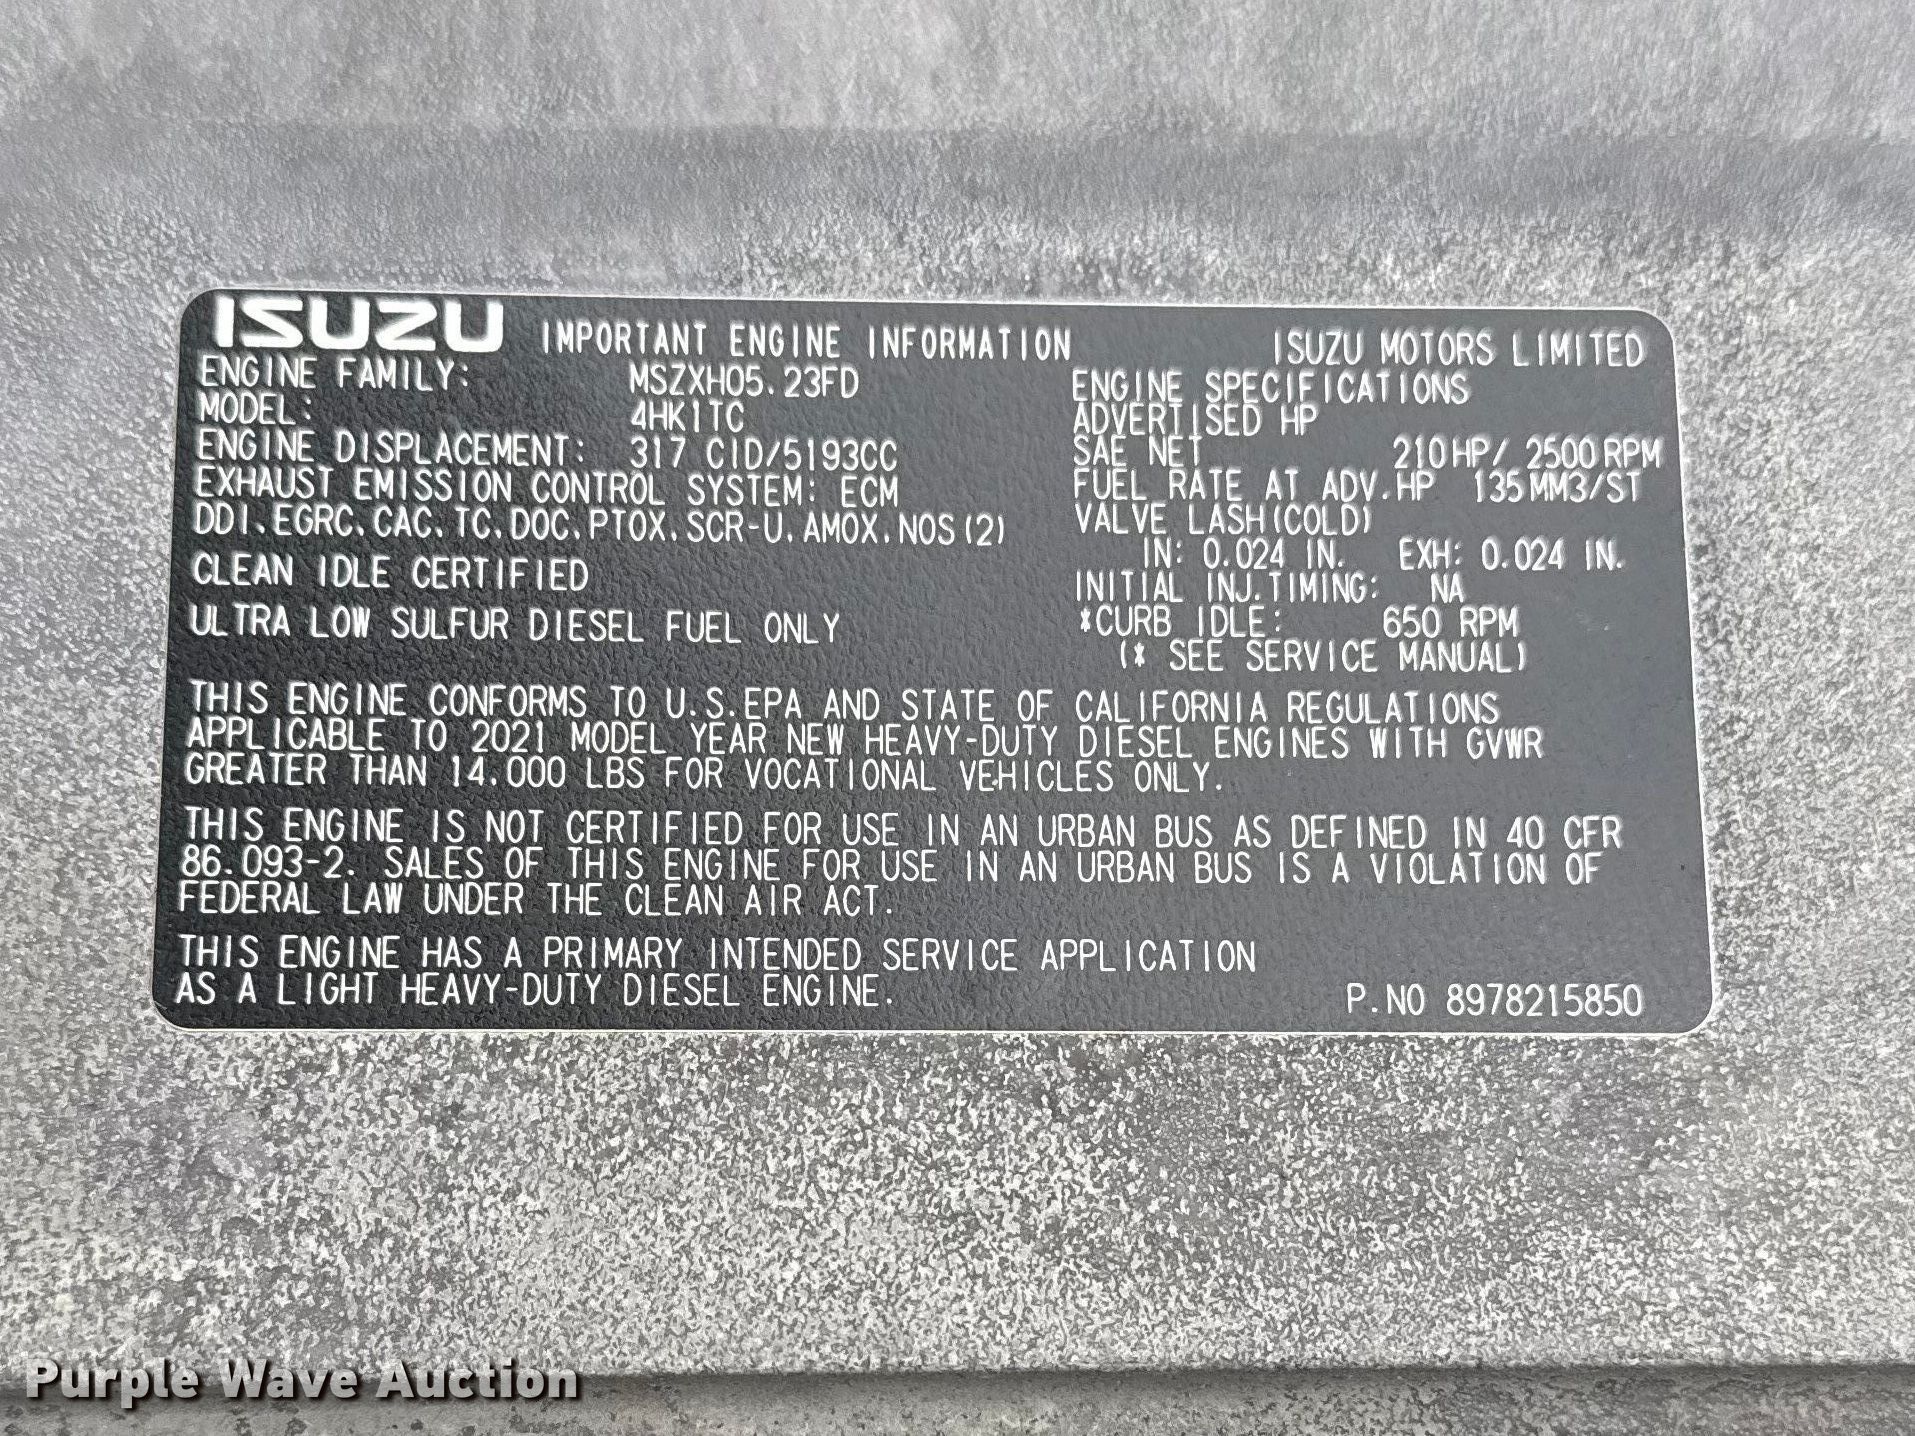 ISUZU IMPORTANT ENGINE INFORMATION ISUZU MOTORS LIMITED
ENGINE FAMILY: MSZXH05.23FD
MODEL: 4HK1TC
ENGINE DISPLACEMENT: 317 CID/5193CC
EXHAUST EMISSION CONTROL SYSTEM: ECM
DDI.EGRC.CAC.TC.DOC.PTOX.SCR-U.AMOX.NOS(2)
CLEAN IDLE CERTIFIED
ULTRA LOW SULFUR DIESEL FUEL ONLY
ENGINE SPECIFICATIONS
ADVERTISED HP
SAE NET 210HP/ 2500RPM
FUEL RATE AT ADV.HP 135MM3/ST
VALVE LASH(COLD)
IN: 0.024 IN. EXH: 0.024 IN.
INITIAL INJ.TIMING: NA
*CURB IDLE: 650 RPM
(* SEE SERVICE MANUAL)
THIS ENGINE CONFORMS TO U.S.EPA AND STATE OF CALIFORNIA REGULATIONS
APPLICABLE TO 2021 MODEL YEAR NEW HEAVY-DUTY DIESEL ENGINES WITH GVWR
GREATER THAN 14.000 LBS FOR VOCATIONAL VEHICLES ONLY.
THIS ENGINE IS NOT CERTIFIED FOR USE IN AN URBAN BUS AS DEFINED IN 40 CFR
86.093-2. SALES OF THIS ENGINE FOR USE IN AN URBAN BUS IS A VIOLATION OF
FEDERAL LAW UNDER THE CLEAN AIR ACT.
THIS ENGINE HAS A PRIMARY INTENDED SERVICE APPLICATION
AS A LIGHT HEAVY-DUTY DIESEL ENGINE.
P.NO 8978215850
Purple Wave Auction